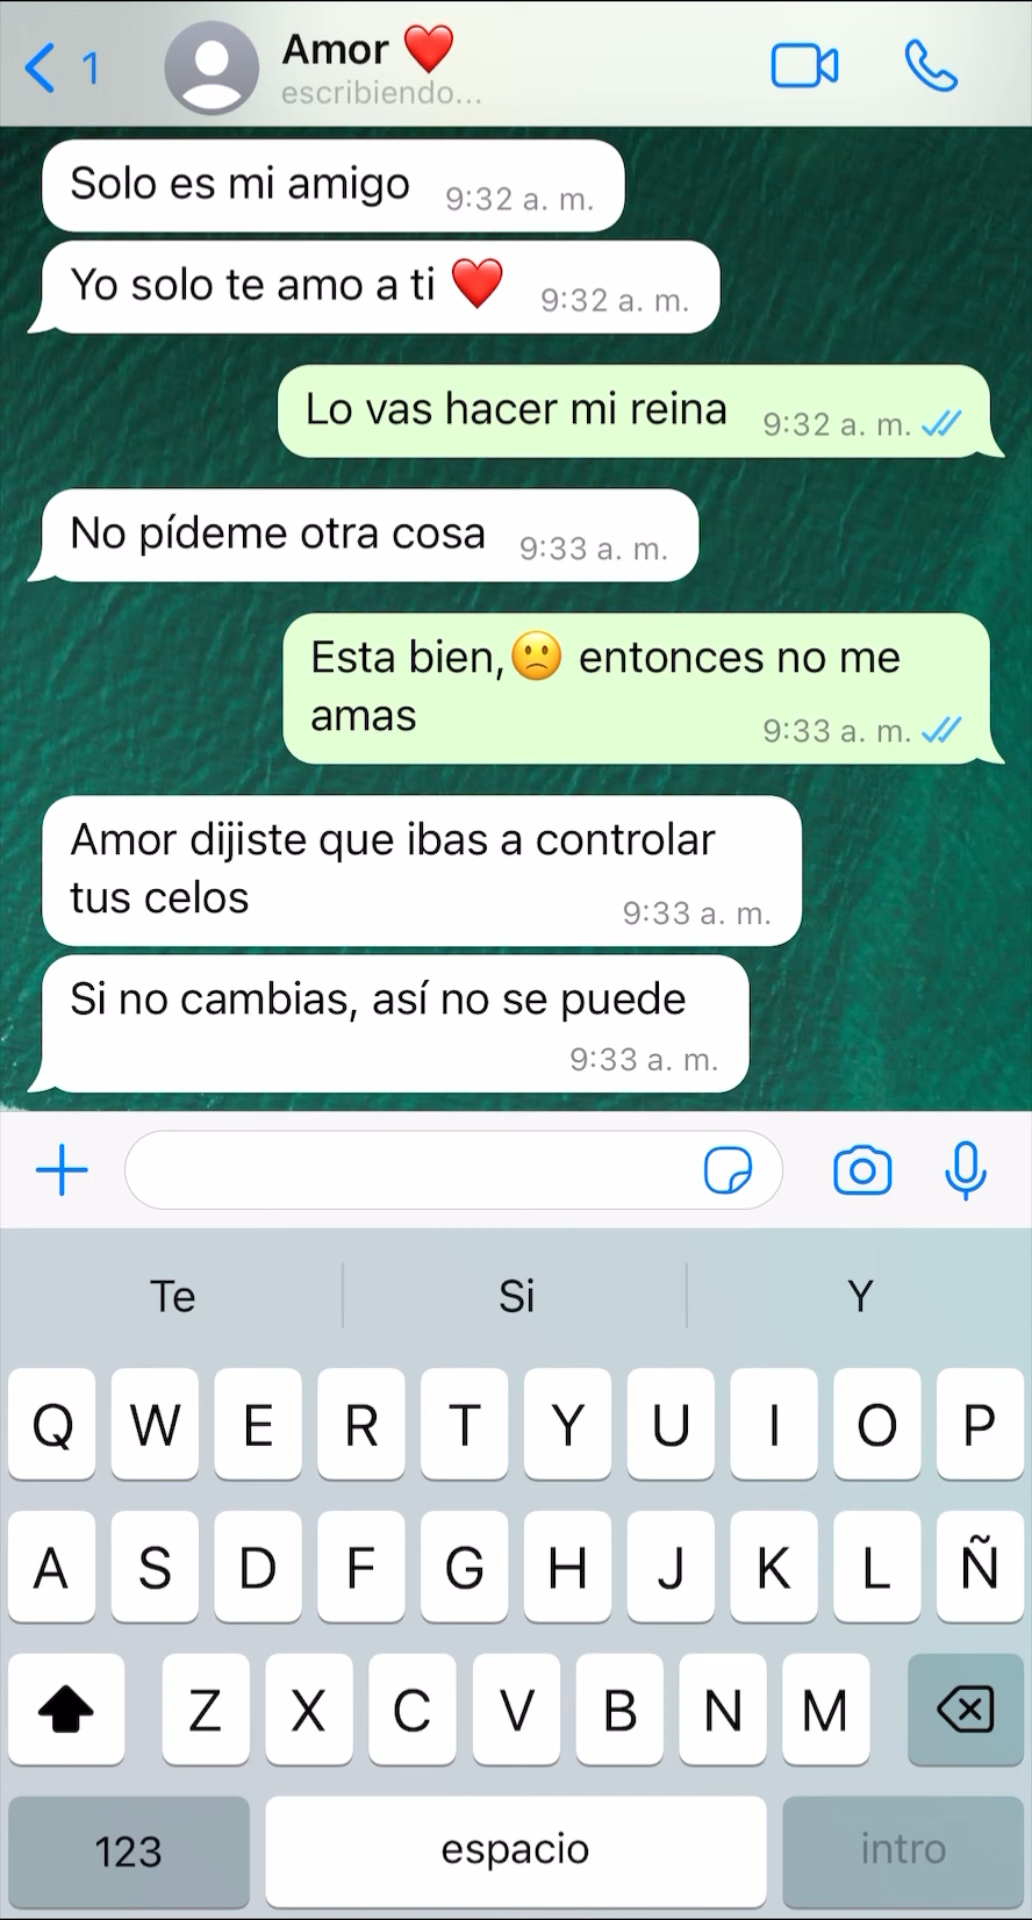 1
Amor ❤️
escribiendo...
Solo es mi amigo 9:32 a. m.
Yo solo te amo a ti ❤️ 9:32 a. m.
Lo vas hacer mi reina 9:32 a. m.
No pídeme otra cosa 9:33 a. m.
Esta bien,🙁 entonces no me
amas 9:33 a. m.
Amor dijiste que ibas a controlar
tus celos 9:33 a. m.
Si no cambias, así no se puede
9:33 a. m.
Te Si Y
Q W E R T Y U I O P
A S D F G H J K L Ñ
Z X C V B N M
123 espacio intro